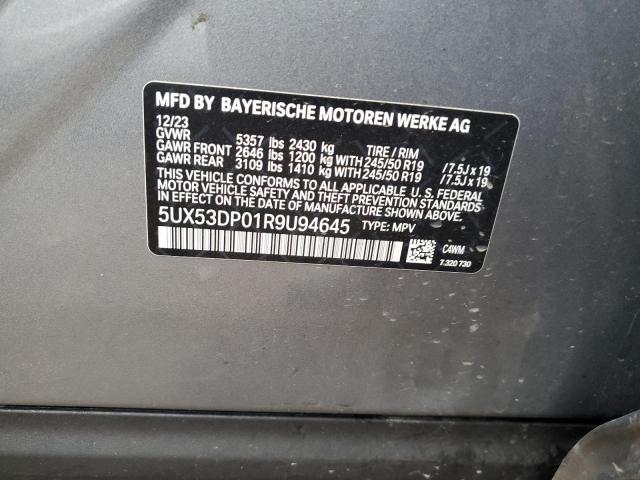 MFD BY BAYERISCHE MOTOREN WERKE AG
12/23
GVWR 5357 lbs 2430 kg TIRE / RIM
GAWR FRONT 2646 lbs 1200 kg WITH 245/50 R19 / 7.5J x 19
GAWR REAR 3109 lbs 1410 kg WITH 245/50 R19 / 7.5J x 19
THIS VEHICLE CONFORMS TO ALL APPLICABLE U.S. FEDERAL
MOTOR VEHICLE SAFETY AND THEFT PREVENTION STANDARDS
IN EFFECT ON THE DATE OF MANUFACTURE SHOWN ABOVE.
5UX53DP01R9U94645 TYPE: MPV
C4WM
7.320 730